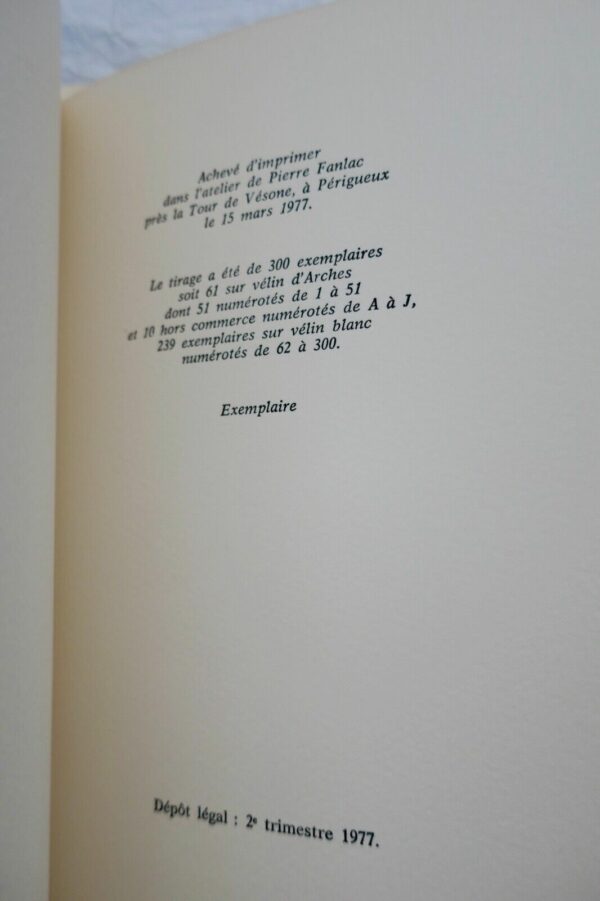 Achevé d'imprimer
dans l'atelier de Pierre Fanlac
près la Tour de Vésone, à Périgueux
le 15 mars 1977.
Le tirage a été de 300 exemplaires
soit 61 sur vélin d'Arches
dont 51 numérotés de 1 à 51
et 10 hors commerce numérotés de A à J,
239 exemplaires sur vélin blanc
numérotés de 62 à 300.
Exemplaire
Dépôt légal : 2e trimestre 1977.